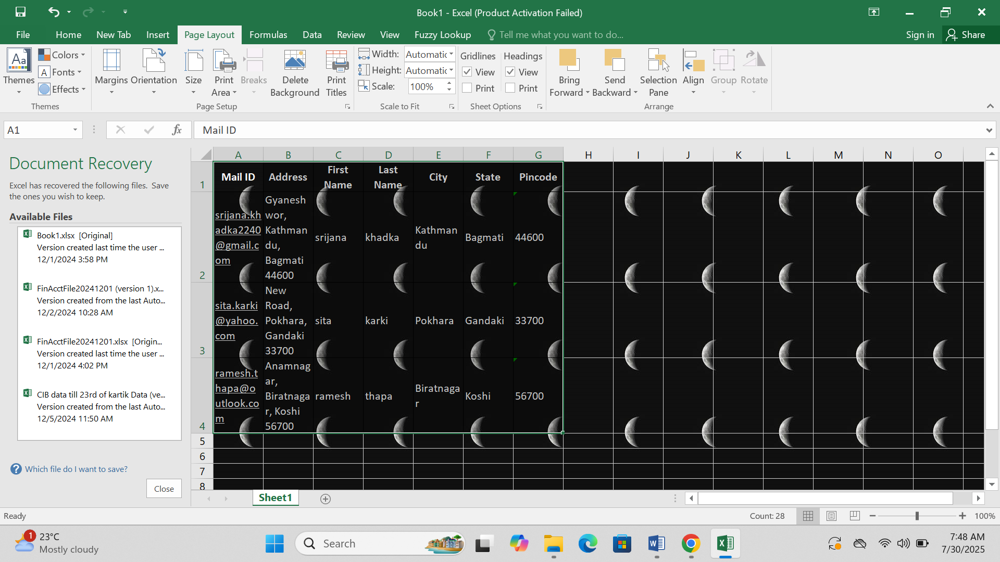 Book1 - Excel (Product Activation Failed)
File Home New Tab Insert Page Layout Formulas Data Review View Fuzzy Lookup Tell me what you want to do... Sign in Share
Aa
Themes
Colors
A Fonts
Effects
Themes
Margins
Orientation
Size
Print Area
Breaks
Delete Background
Print Titles
Page Setup
Width: Automatic
Height: Automatic
Scale: 100%
Scale to Fit
Gridlines Headings
View View
Print Print
Sheet Options
Bring Forward
Send Backward
Selection Pane
Align
Group
Rotate
Arrange
A1 fx Mail ID
Document Recovery
Excel has recovered the following files. Save
the ones you wish to keep.
Available Files
Book1.xlsx [Original]
Version created last time the user ...
12/1/2024 3:58 PM
FinAcctFile20241201 (version 1).x...
Version created from the last Auto...
12/2/2024 10:28 AM
FinAcctFile20241201.xlsx [Origin...
Version created last time the user ...
12/1/2024 4:02 PM
CIB data till 23rd of kartik Data (ve...
Version created from the last Auto...
12/5/2024 11:50 AM
Which file do I want to save?
Close
A B C D E F G H I J K L M N O
1 Mail ID Address First Name Last Name City State Pincode
2 srijana.khadka2240@gmail.com Gyaneshwor, Kathmandu, Bagmati 44600 srijana khadka Kathmandu Bagmati 44600
3 sita.karki@yahoo.com New Road, Pokhara, Gandaki 33700 sita karki Pokhara Gandaki 33700
4 ramesh.thapa@outlook.com Anamnagar, Biratnagar, Koshi 56700 ramesh thapa Biratnagar Koshi 56700
5
6
7
8
Sheet1
Ready Count: 28 100%
1 23°C
Mostly cloudy
Search
7:48 AM
7/30/2025